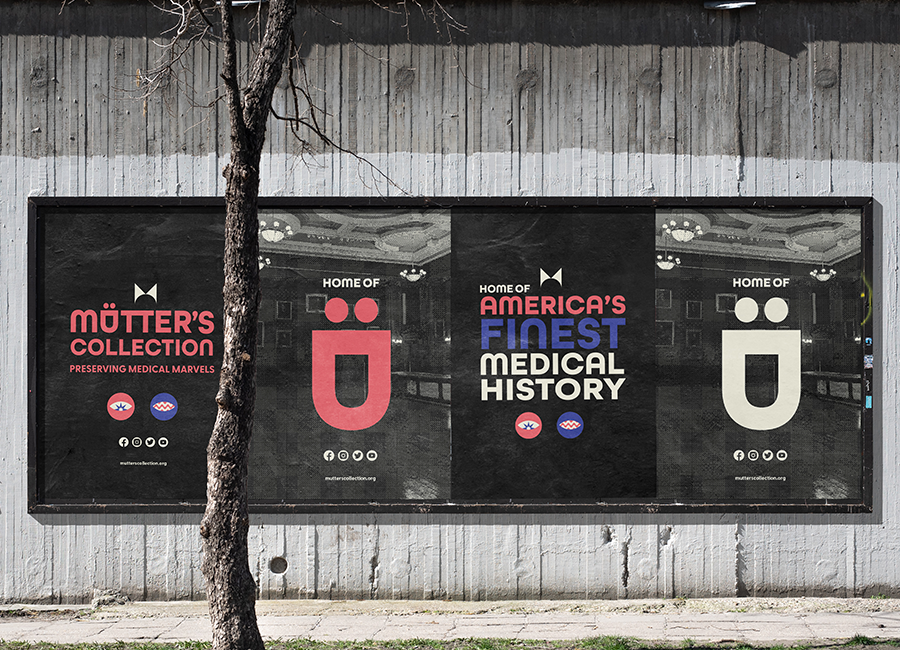 MÜTTER'S
COLLECTION
PRESERVING MEDICAL MARVELS
mutterscollection.org
HOME OF
Ü
mutterscollection.org
HOME OF
AMERICA'S
FINEST
MEDICAL
HISTORY
HOME OF
Ü
mutterscollection.org